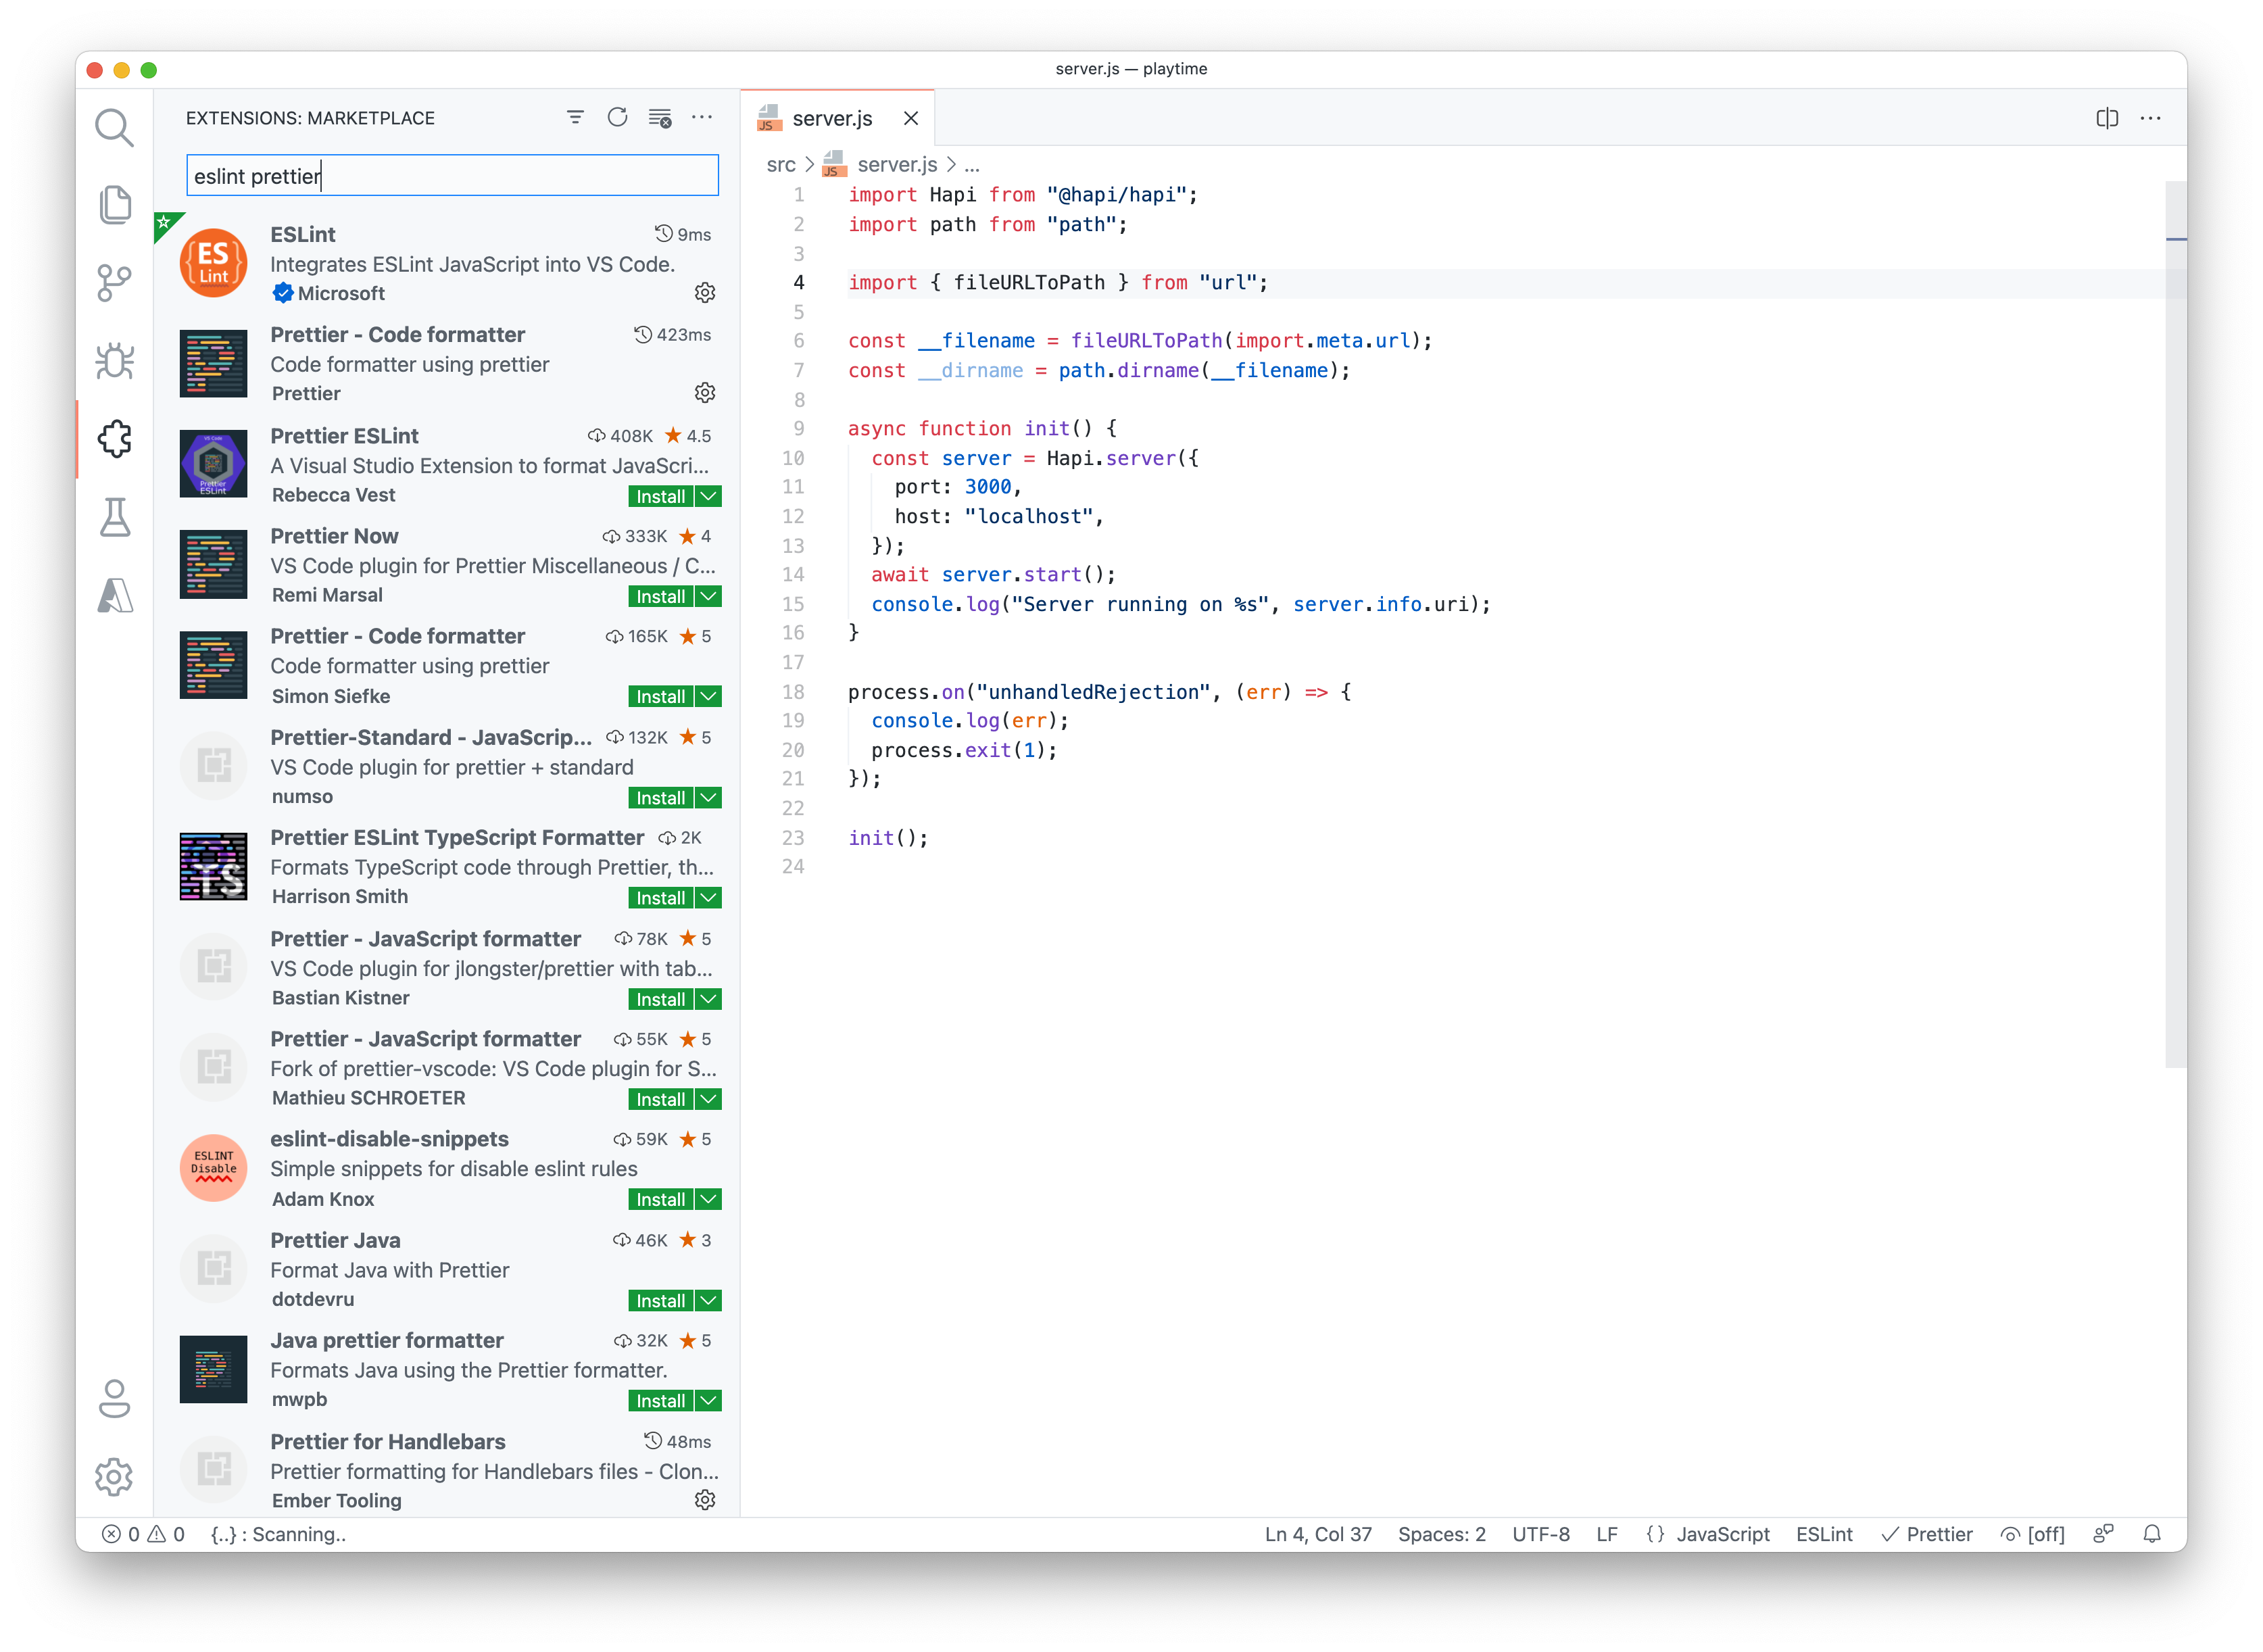 server.js — playtime
EXTENSIONS: MARKETPLACE
eslint prettier
ES
Lint
ESLint 9ms
Integrates ESLint JavaScript into VS Code.
Microsoft
Prettier - Code formatter 423ms
Code formatter using prettier
Prettier
VS Code
Prettier
ESLint
Prettier ESLint 408K 4.5
A Visual Studio Extension to format JavaScri...
Rebecca Vest Install
Prettier Now 333K 4
VS Code plugin for Prettier Miscellaneous / C...
Remi Marsal Install
Prettier - Code formatter 165K 5
Code formatter using prettier
Simon Siefke Install
Prettier-Standard - JavaScrip... 132K 5
VS Code plugin for prettier + standard
numso Install
TS
Prettier ESLint TypeScript Formatter 2K
Formats TypeScript code through Prettier, th...
Harrison Smith Install
Prettier - JavaScript formatter 78K 5
VS Code plugin for jlongster/prettier with tab...
Bastian Kistner Install
Prettier - JavaScript formatter 55K 5
Fork of prettier-vscode: VS Code plugin for S...
Mathieu SCHROETER Install
ESLINT
Disable
eslint-disable-snippets 59K 5
Simple snippets for disable eslint rules
Adam Knox Install
Prettier Java 46K 3
Format Java with Prettier
dotdevru Install
Java prettier formatter 32K 5
Formats Java using the Prettier formatter.
mwpb Install
Prettier for Handlebars 48ms
Prettier formatting for Handlebars files - Clon...
Ember Tooling
JS server.js
src > JS server.js > ...
1 import Hapi from "@hapi/hapi";
2 import path from "path";
3
4 import { fileURLToPath } from "url";
5
6 const __filename = fileURLToPath(import.meta.url);
7 const __dirname = path.dirname(__filename);
8
9 async function init() {
10 const server = Hapi.server({
11 port: 3000,
12 host: "localhost",
13 });
14 await server.start();
15 console.log("Server running on %s", server.info.uri);
16 }
17
18 process.on("unhandledRejection", (err) => {
19 console.log(err);
20 process.exit(1);
21 });
22
23 init();
24
0 0 {..} : Scanning.. Ln 4, Col 37 Spaces: 2 UTF-8 LF {} JavaScript ESLint ✓ Prettier [off]